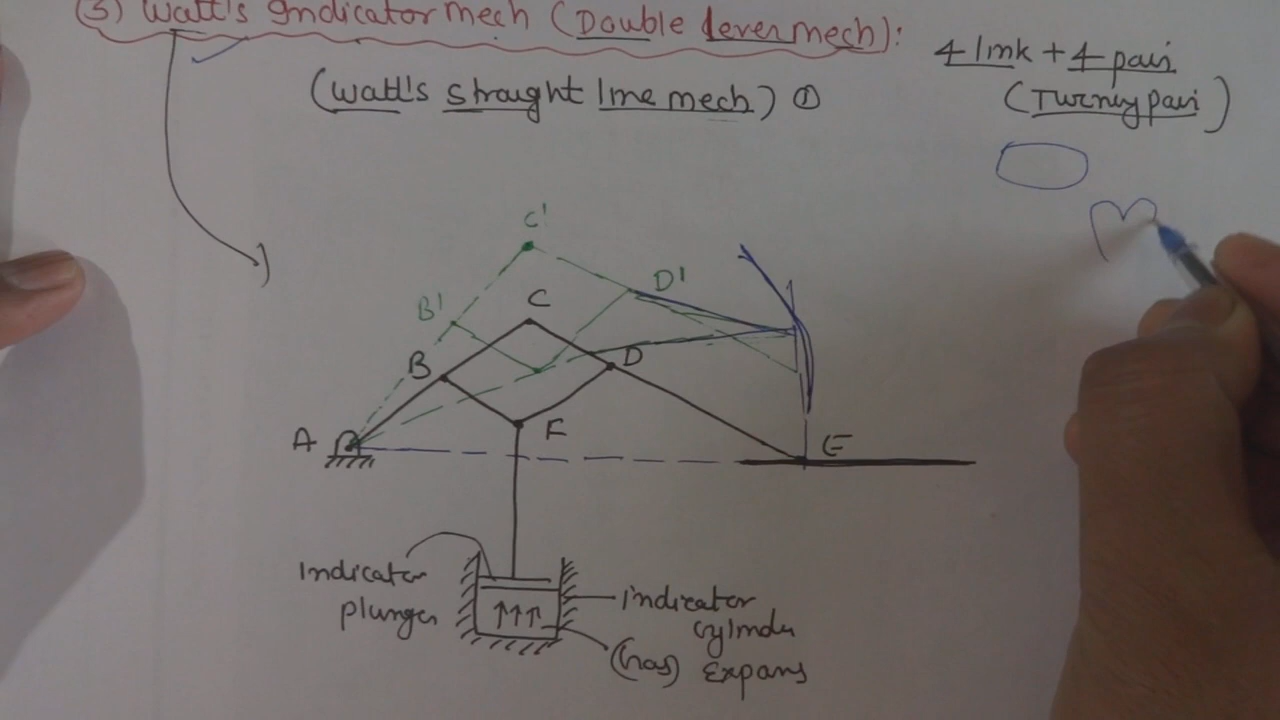 (3) Watt's Indicator mech (Double lever mech):
4 link + 4 pair
(Turning pair)
(Watt's straight line mech) ①
C'
D'
B'
C
B
D
A
F
E
Indicator
plunger
indicator
cylinder
(Gas) Expans